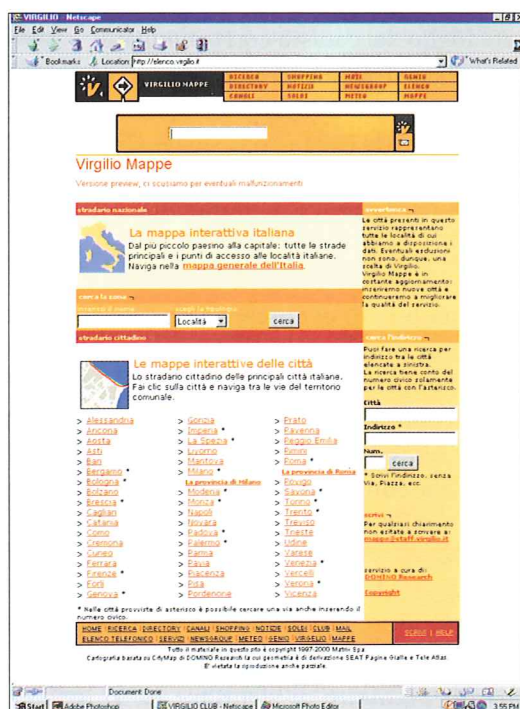 VIRGILIO - Netscape
File Edit View Go Communicator Help
Bookmarks Location: http://elenco.virgilio.it What's Related
VIRGILIO MAPPE
RICERCA SHOPPING MAIL GENIO
DIRECTORY NOTIZIE NEWSGROUP ELENCO
CANALI SOLDI METEO MAPPE
Virgilio Mappe
Versione preview, ci scusiamo per eventuali malfunzionamenti
stradario nazionale
La mappa interattiva italiana
Dal più piccolo paesino alla capitale: tutte le strade
principali e i punti di accesso alle località italiane.
Naviga nella mappa generale dell'Italia.
avvertenza
Le città presenti in questo
servizio rappresentano
tutte le località di cui
abbiamo a disposizione i
dati. Eventuali esclusioni
non sono, dunque, una
scelta di Virgilio.
Virgilio Mappe è in
costante aggiornamento:
inseriremo nuove città e
continueremo a migliorare
la qualità del servizio.
cerca la zona
inserisci il nome scegli la tipologia
Località cerca
stradario cittadino
Le mappe interattive delle città
Lo stradario cittadino delle principali città italiane.
Fai clic sulla città e naviga tra le vie del territorio
comunale.
> Alessandria
> Ancona
> Aosta
> Asti
> Bari
> Bergamo *
> Bologna *
> Bolzano
> Brescia *
> Cagliari
> Catania
> Como
> Cremona
> Cuneo
> Ferrara
> Firenze *
> Forlì
> Genova *
> Gorizia
> Imperia *
> La Spezia *
> Livorno
> Mantova
> Milano *
La provincia di Milano
> Modena *
> Monza *
> Napoli
> Novara
> Padova *
> Palermo *
> Parma
> Pavia
> Piacenza
> Pisa
> Pordenone
> Prato
> Ravenna
> Reggio Emilia
> Rimini
> Roma *
La provincia di Roma
> Rovigo
> Savona *
> Torino *
> Trento *
> Treviso
> Trieste
> Udine
> Varese
> Venezia *
> Vercelli
> Verona *
> Vicenza
cerca l'indirizzo
Puoi fare una ricerca per
indirizzo tra le città
elencate a sinistra.
La ricerca tiene conto del
numero civico solamente
per le città con l'asterisco.
Città
Indirizzo *
Num.
cerca
* Scrivi l'indirizzo, senza
Via, Piazza, ecc.
scrivi
Per qualsiasi chiarimento
non esitate a scrivere a:
mappe@staff.virgilio.it
servizio a cura di:
DOMINO Research
Copyright
* Nelle città provviste di asterisco è possibile cercare una via anche inserendo il
numero civico.
HOME | RICERCA | DIRECTORY | CANALI | SHOPPING | NOTIZIE | SOLDI | CLUB | MAIL
ELENCO TELEFONICO | SERVIZI | NEWSGROUP | METEO | GENIO | VIRGILIO | MAPPE
SCRIVI | HELP
Tutto il materiale in questo sito è copyright 1997-2000 Matrix Spa
Cartografia basata su CityMap di DOMINO Research la cui geometria è di derivazione SEAT Pagine Gialle e Tele Atlas.
E' vietata la riproduzione anche parziale.
Document Done
Start Adobe Photoshop VIRGILIO CLUB - Netscape Microsoft Photo Editor 3:55 PM